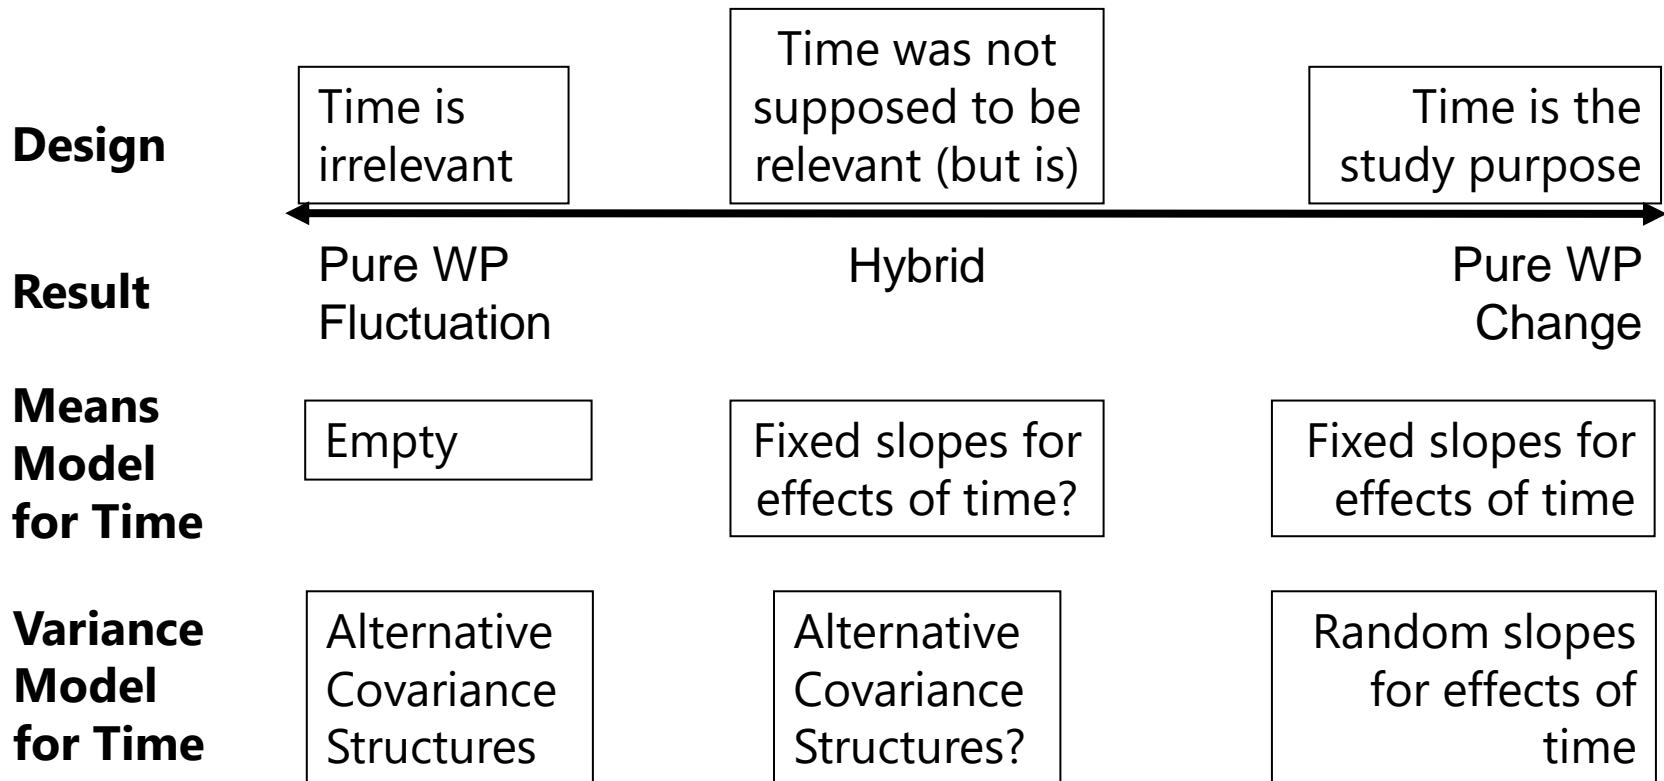 Design
Time is
irrelevant
Time was not
supposed to be
relevant (but is)
Time is the
study purpose
Result
Pure WP
Fluctuation
Hybrid
Pure WP
Change
Means
Model
for Time
Empty
Fixed slopes for
effects of time?
Fixed slopes for
effects of time
Variance
Model
for Time
Alternative
Covariance
Structures
Alternative
Covariance
Structures?
Random slopes
for effects of
time